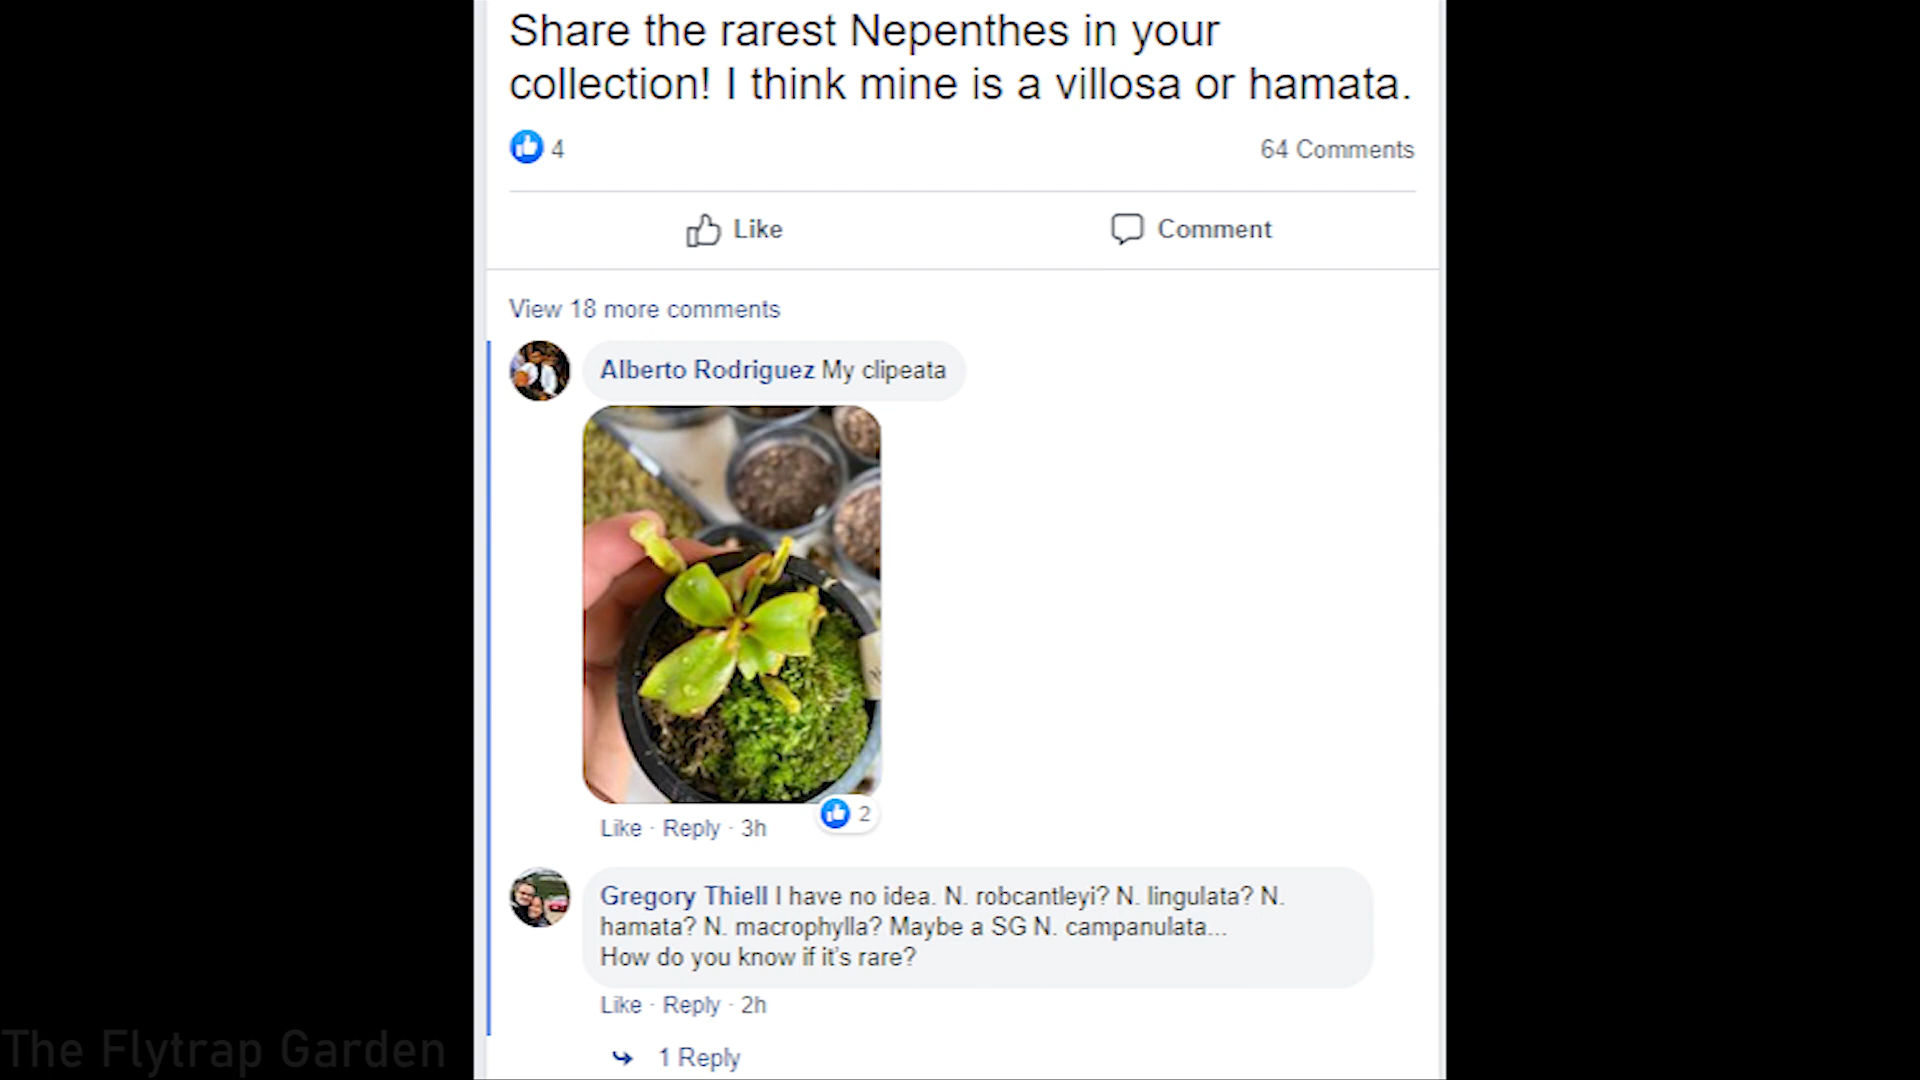 Share the rarest Nepenthes in your
collection! I think mine is a villosa or hamata.
4
64 Comments
Like
Comment
View 18 more comments
Alberto Rodriguez My clipeata
Like · Reply · 3h
2
Gregory Thiell I have no idea. N. robcantleyi? N. lingulata? N.
hamata? N. macrophylla? Maybe a SG N. campanulata...
How do you know if it's rare?
Like · Reply · 2h
1 Reply
The Flytrap Garden